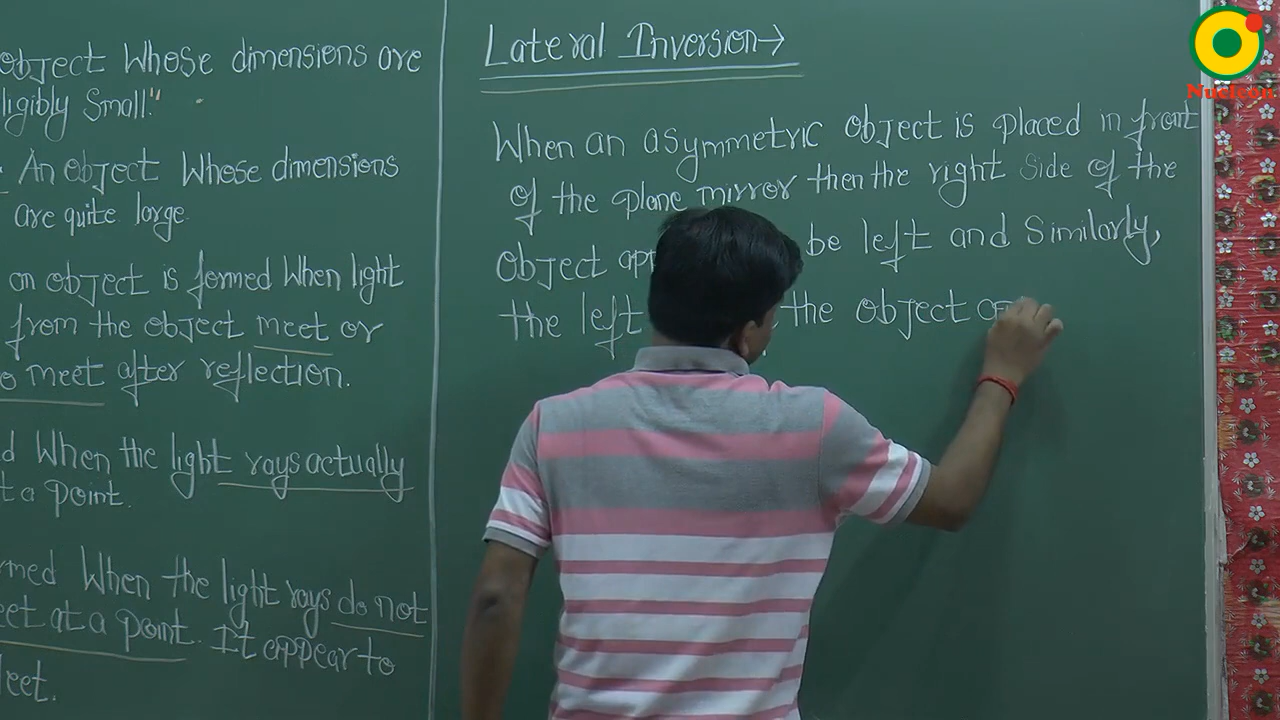 object Whose dimensions are
ligibly Small."
An object Whose dimensions
are quite large
an object is formed When light
from the object meet or
o meet after reflection.
d When the light rays actually
t a point.
rmed When the light rays do not
eet at a point. It appear to
eet.
Lateral Inversion→
When an asymmetric object is placed in front
of the plane mirror then the right Side of the
object app be left and Similarly,
the left the object ap
Nucleon